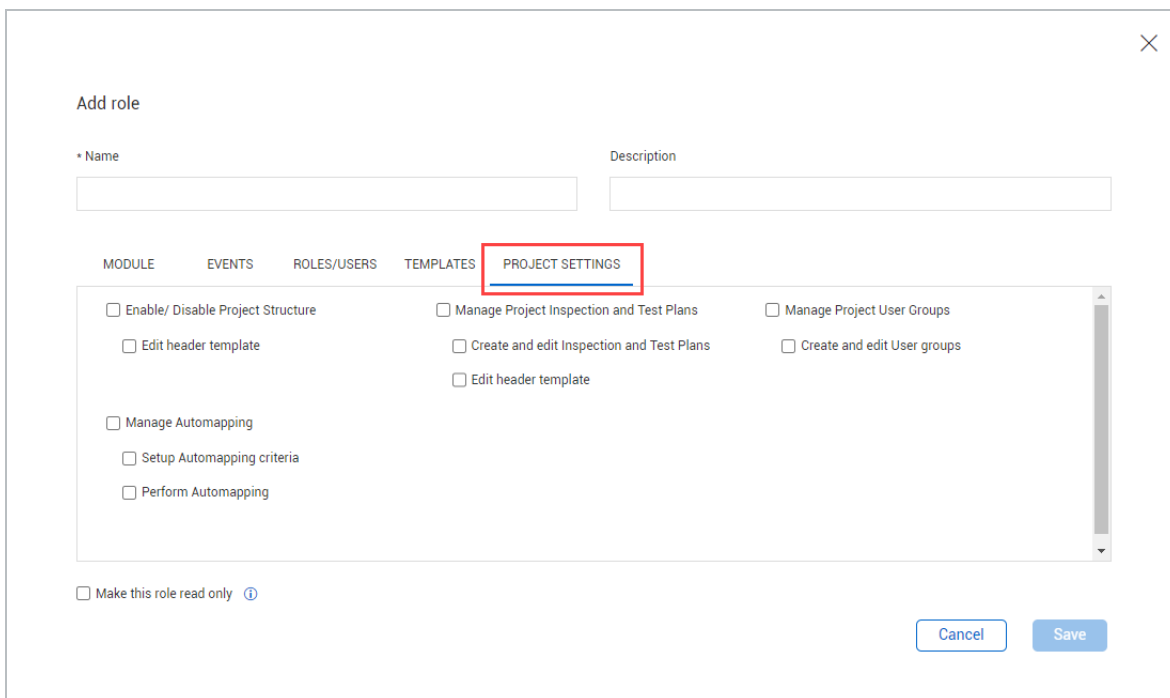 Add role
* Name
Description
MODULE EVENTS ROLES/USERS TEMPLATES PROJECT SETTINGS
Enable/ Disable Project Structure
Edit header template
Manage Project Inspection and Test Plans
Create and edit Inspection and Test Plans
Edit header template
Manage Project User Groups
Create and edit User groups
Manage Automapping
Setup Automapping criteria
Perform Automapping
Make this role read only
Cancel
Save